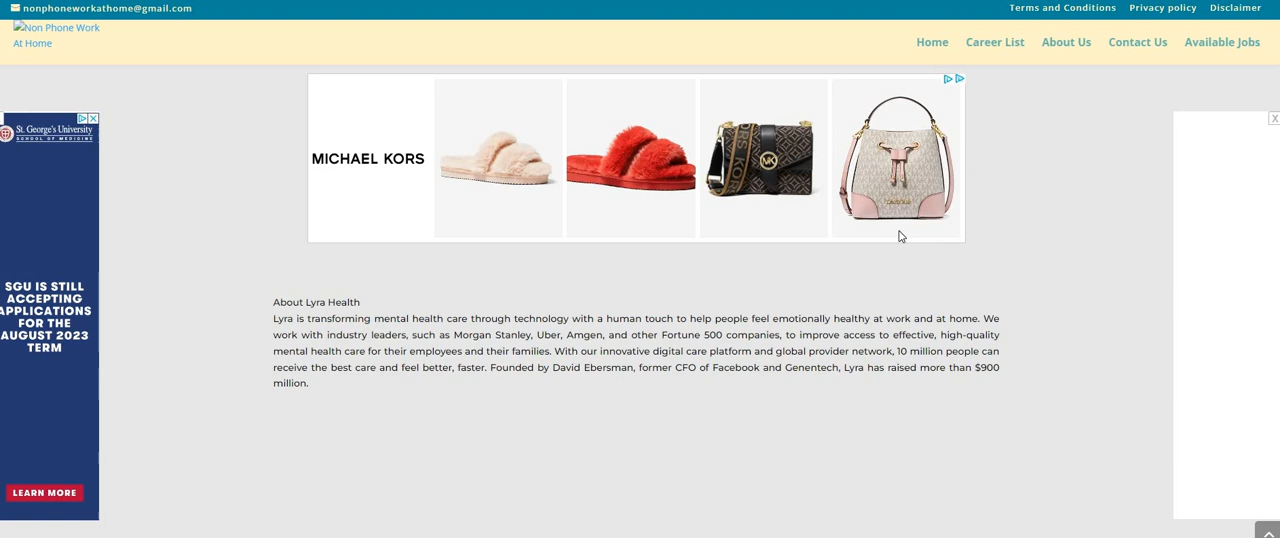 nonphoneworkathome@gmail.com
Terms and Conditions Privacy policy Disclaimer
Non Phone Work
At Home
Home Career List About Us Contact Us Available Jobs
MICHAEL KORS
St. George's University
SCHOOL OF MEDICINE
SGU IS STILL
ACCEPTING
APPLICATIONS
FOR THE
AUGUST 2023
TERM
LEARN MORE
X
About Lyra Health
Lyra is transforming mental health care through technology with a human touch to help people feel emotionally healthy at work and at home. We
work with industry leaders, such as Morgan Stanley, Uber, Amgen, and other Fortune 500 companies, to improve access to effective, high-quality
mental health care for their employees and their families. With our innovative digital care platform and global provider network, 10 million people can
receive the best care and feel better, faster. Founded by David Ebersman, former CFO of Facebook and Genentech, Lyra has raised more than $900
million.